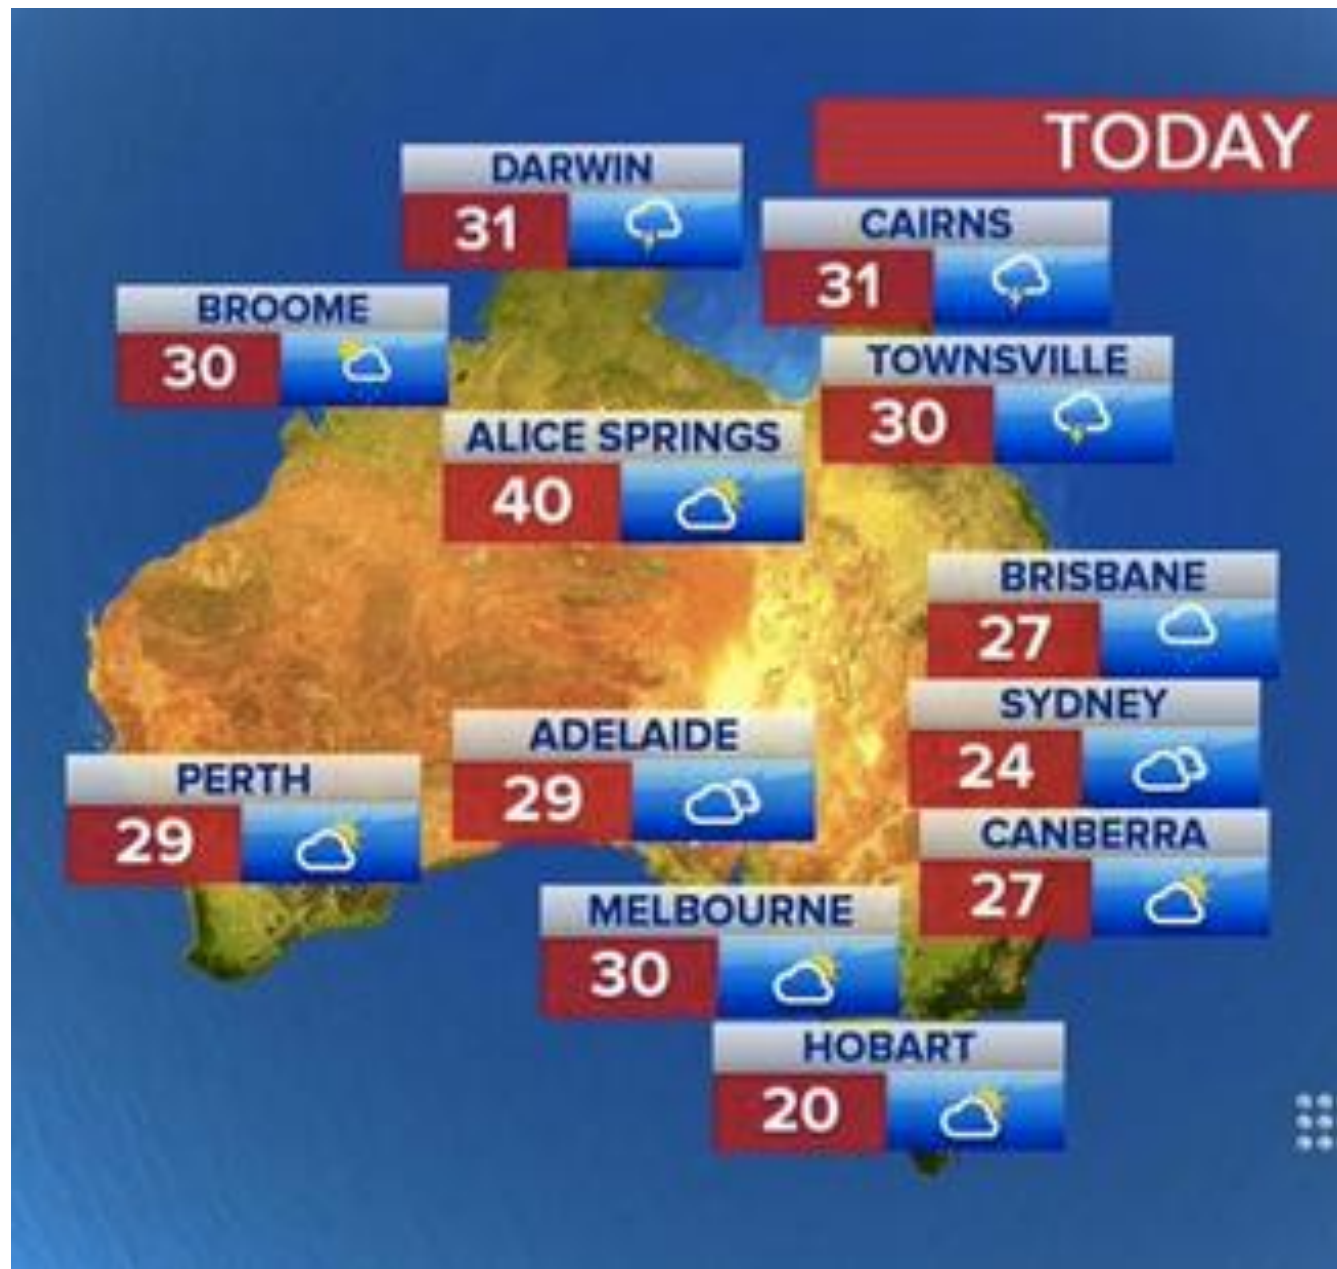 TODAY
DARWIN
31
CAIRNS
31
BROOME
30
TOWNSVILLE
30
ALICE SPRINGS
40
BRISBANE
27
SYDNEY
24
ADELAIDE
29
PERTH
29
CANBERRA
27
MELBOURNE
30
HOBART
20